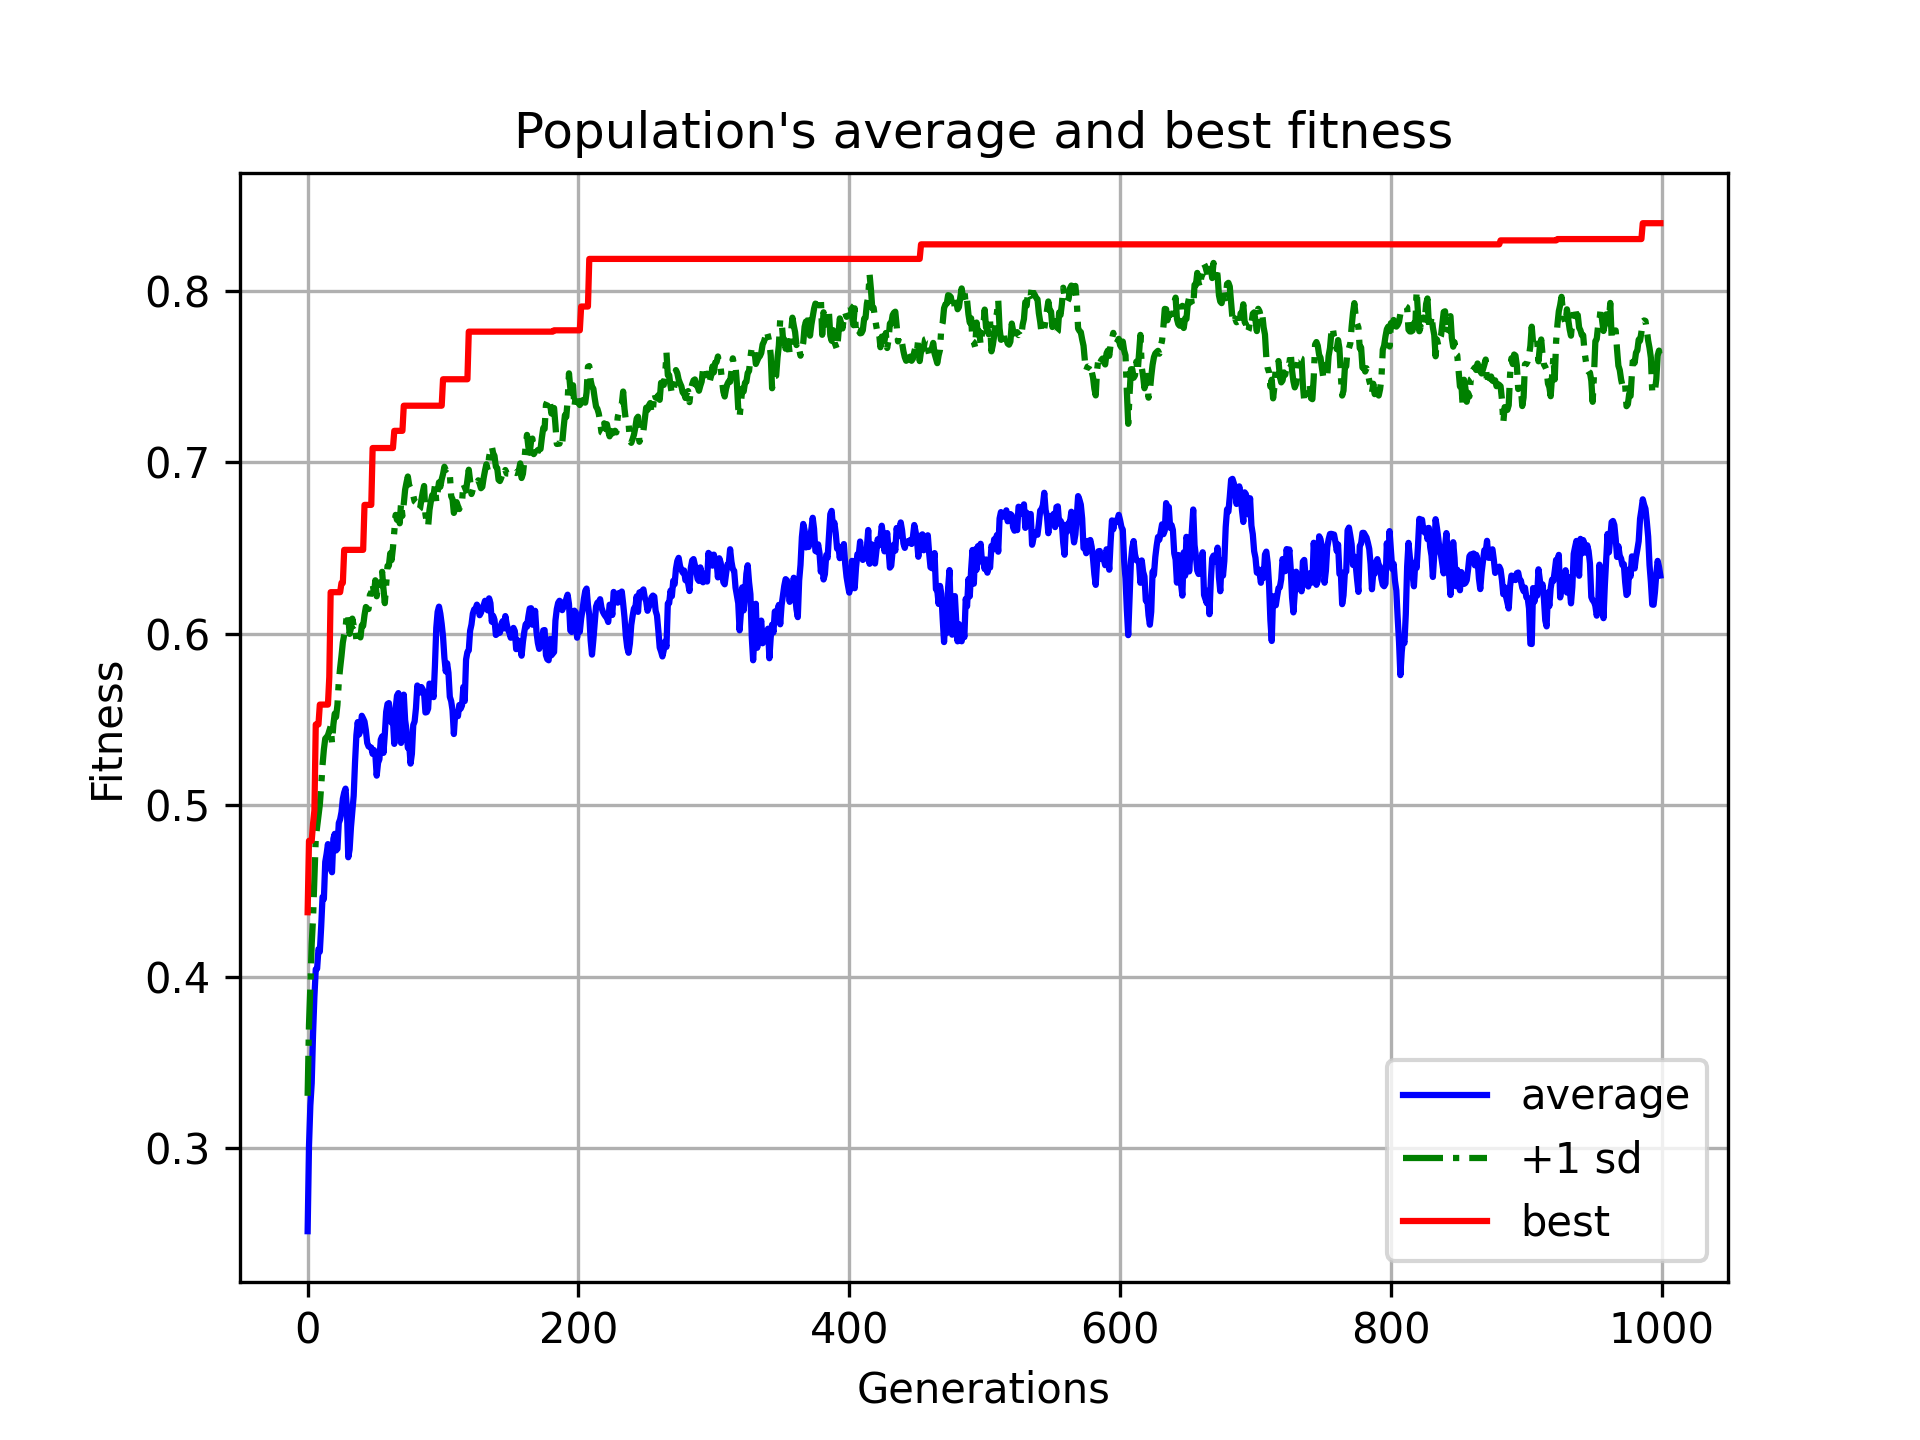 Population's average and best fitness
Fitness
0.8
0.7
0.6
0.5
0.4
0.3
average
+1 sd
best
0 200 400 600 800 1000
Generations